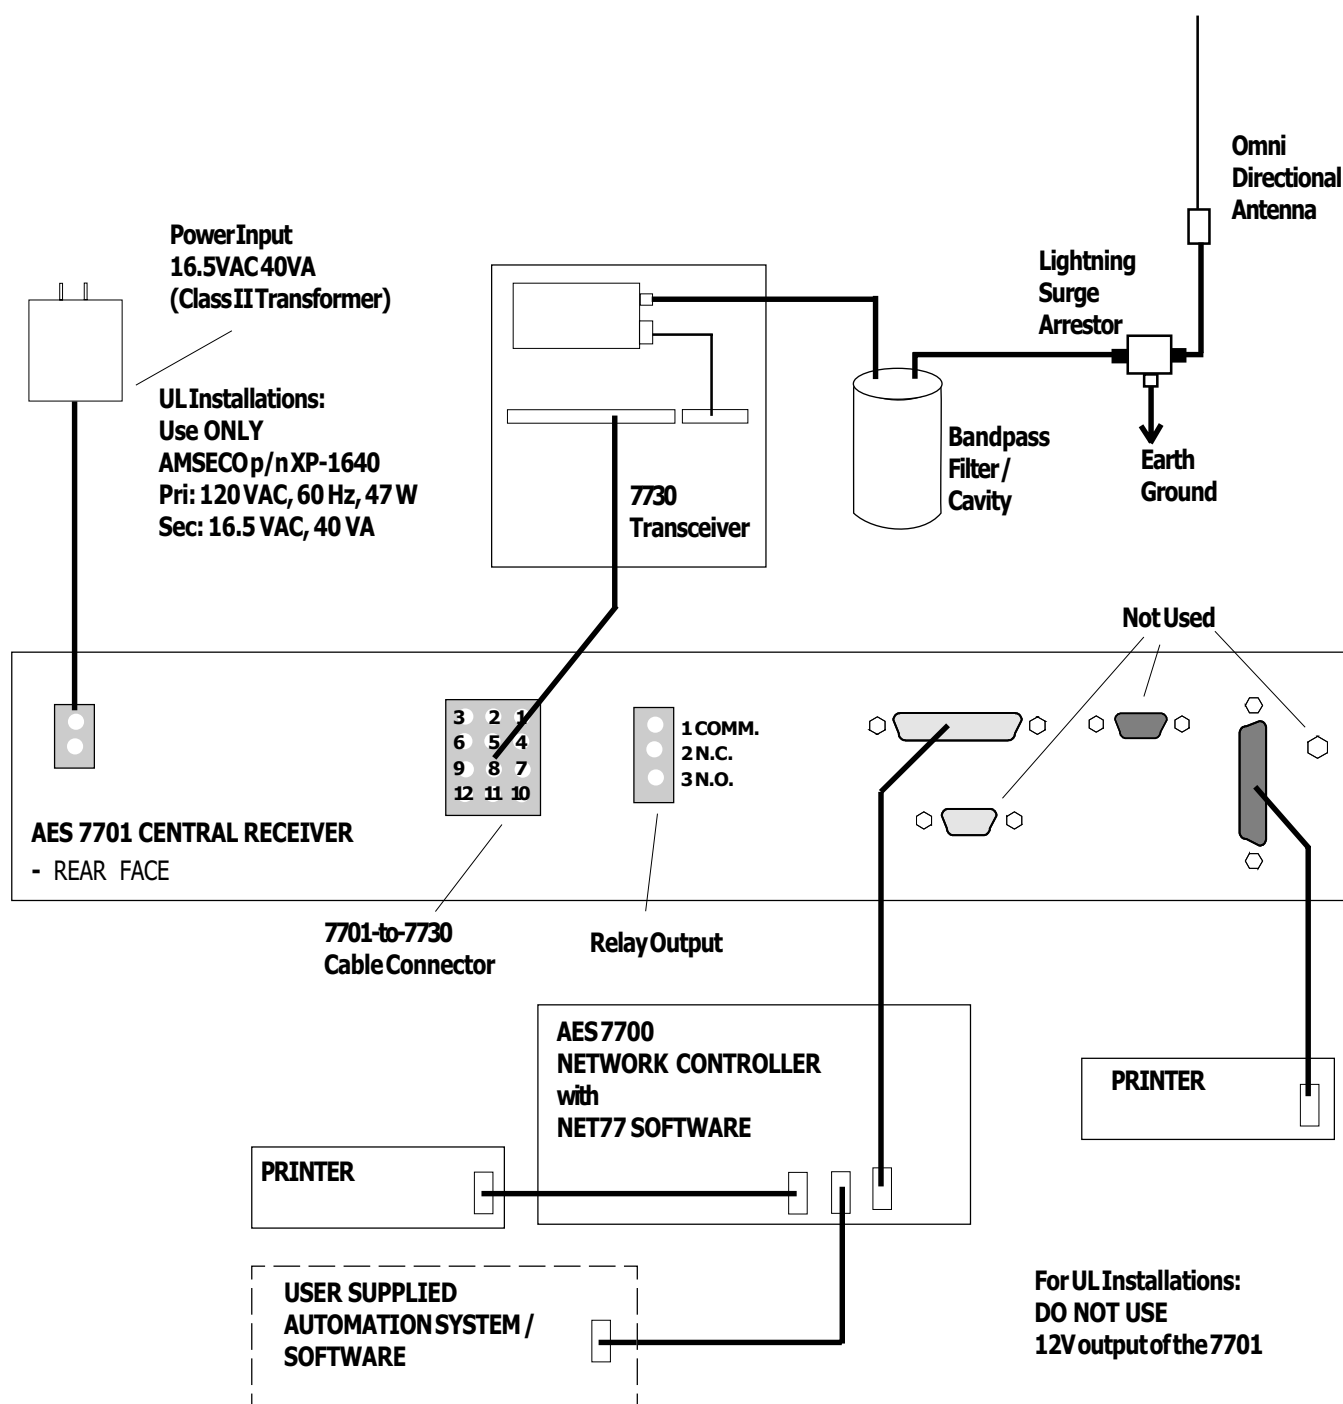 Omni
Directional
Antenna
Power Input
16.5VAC 40VA
(Class II Transformer)
Lightning
Surge
Arrestor
UL Installations:
Use ONLY
AMSECO p/n XP-1640
Pri: 120 VAC, 60 Hz, 47 W
Sec: 16.5 VAC, 40 VA
Bandpass
Filter /
Cavity
Earth
Ground
7730
Transceiver
Not Used
3 2 1
6 5 4
9 8 7
12 11 10
1 COMM.
2 N.C.
3 N.O.
AES 7701 CENTRAL RECEIVER
- REAR FACE
7701-to-7730
Cable Connector
Relay Output
AES 7700
NETWORK CONTROLLER
with
NET77 SOFTWARE
PRINTER
PRINTER
USER SUPPLIED
AUTOMATION SYSTEM /
SOFTWARE
For UL Installations:
DO NOT USE
12V output of the 7701